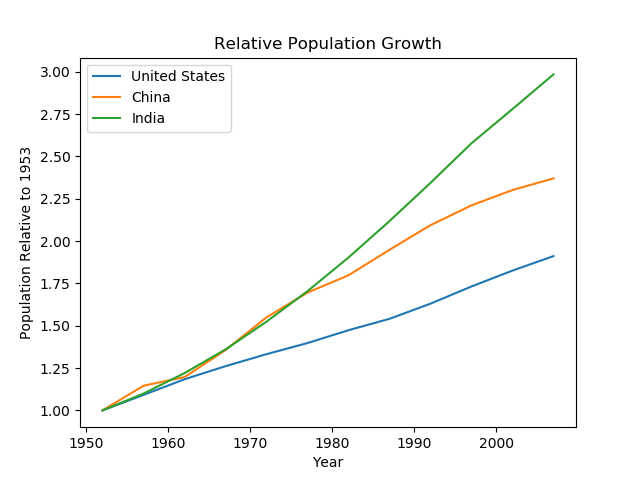 Relative Population Growth
United States
China
India
3.00
2.75
2.50
2.25
2.00
1.75
1.50
1.25
1.00
Population Relative to 1953
1950 1960 1970 1980 1990 2000
Year